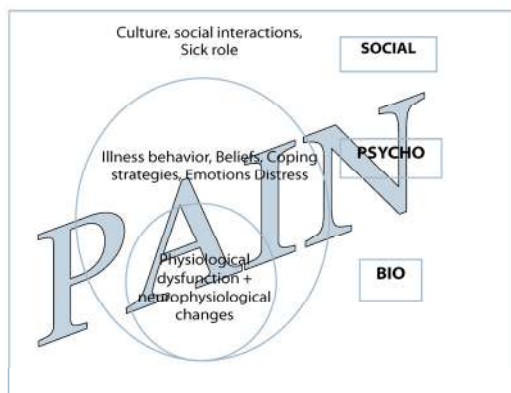 Culture, social interactions,
Sick role
SOCIAL
Illness behavior, Beliefs, Coping
strategies, Emotions Distress
PSYCHO
PAIN
Physiological
dysfunction +
neurophysiological
changes
BIO